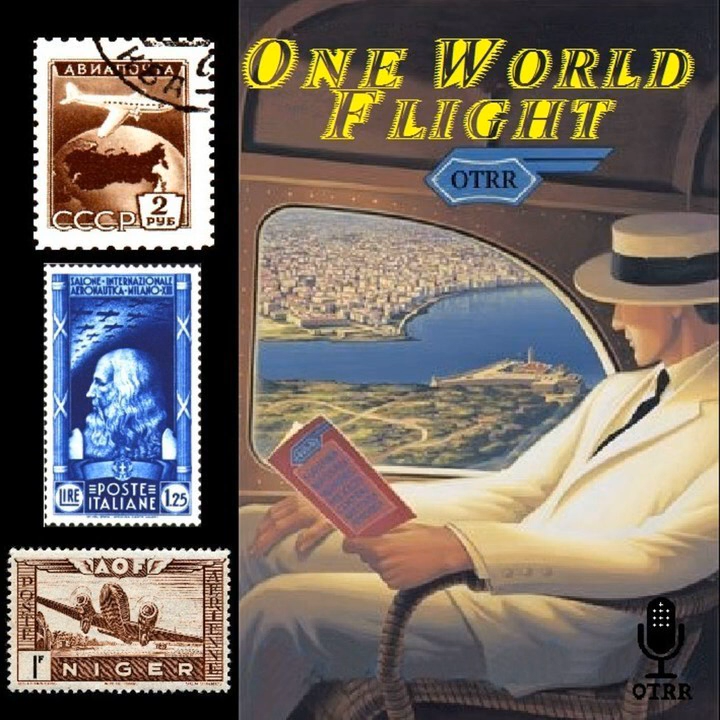 АВИАПОЧТА
СССР
2
РУБ
SALONE·INTERNAZIONALE
AERONAUTICA·MILANO·XIII
LIRE
POSTE
ITALIANE
1.25
AOF
POSTE
AERIENNE
1F
NIGER
ONE WORLD
FLIGHT
OTRR
OTRR